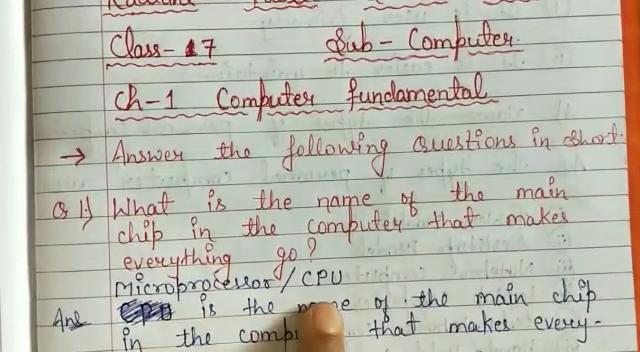 Class - 7 Sub - Computer.
Ch-1 Computer fundamental
→ Answer the following Questions in short.
Q 1) What is the name of the main
chip in the computer that makes
everything go?
Microprocessor / CPU
Ans is the name of the main chip
in the that makes every-